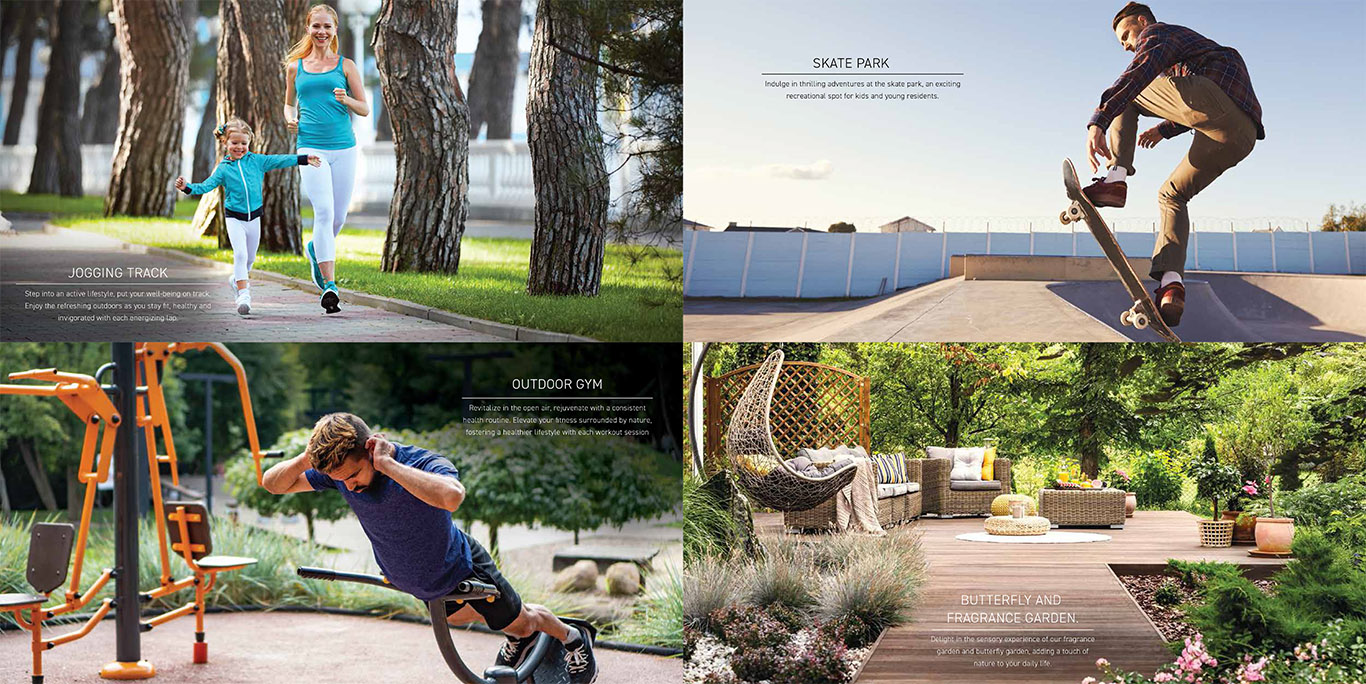 JOGGING TRACK
Step into an active lifestyle, put your well-being on track.
Enjoy the refreshing outdoors as you stay fit, healthy and
invigorated with each energizing lap.
SKATE PARK
Indulge in thrilling adventures at the skate park, an exciting
recreational spot for kids and young residents.
OUTDOOR GYM
Revitalize in the open air, rejuvenate with a consistent
health routine. Elevate your fitness surrounded by nature,
fostering a healthier lifestyle with each workout session
BUTTERFLY AND
FRAGRANCE GARDEN.
Delight in the sensory experience of our fragrance
garden and butterfly garden, adding a touch of
nature to your daily life.